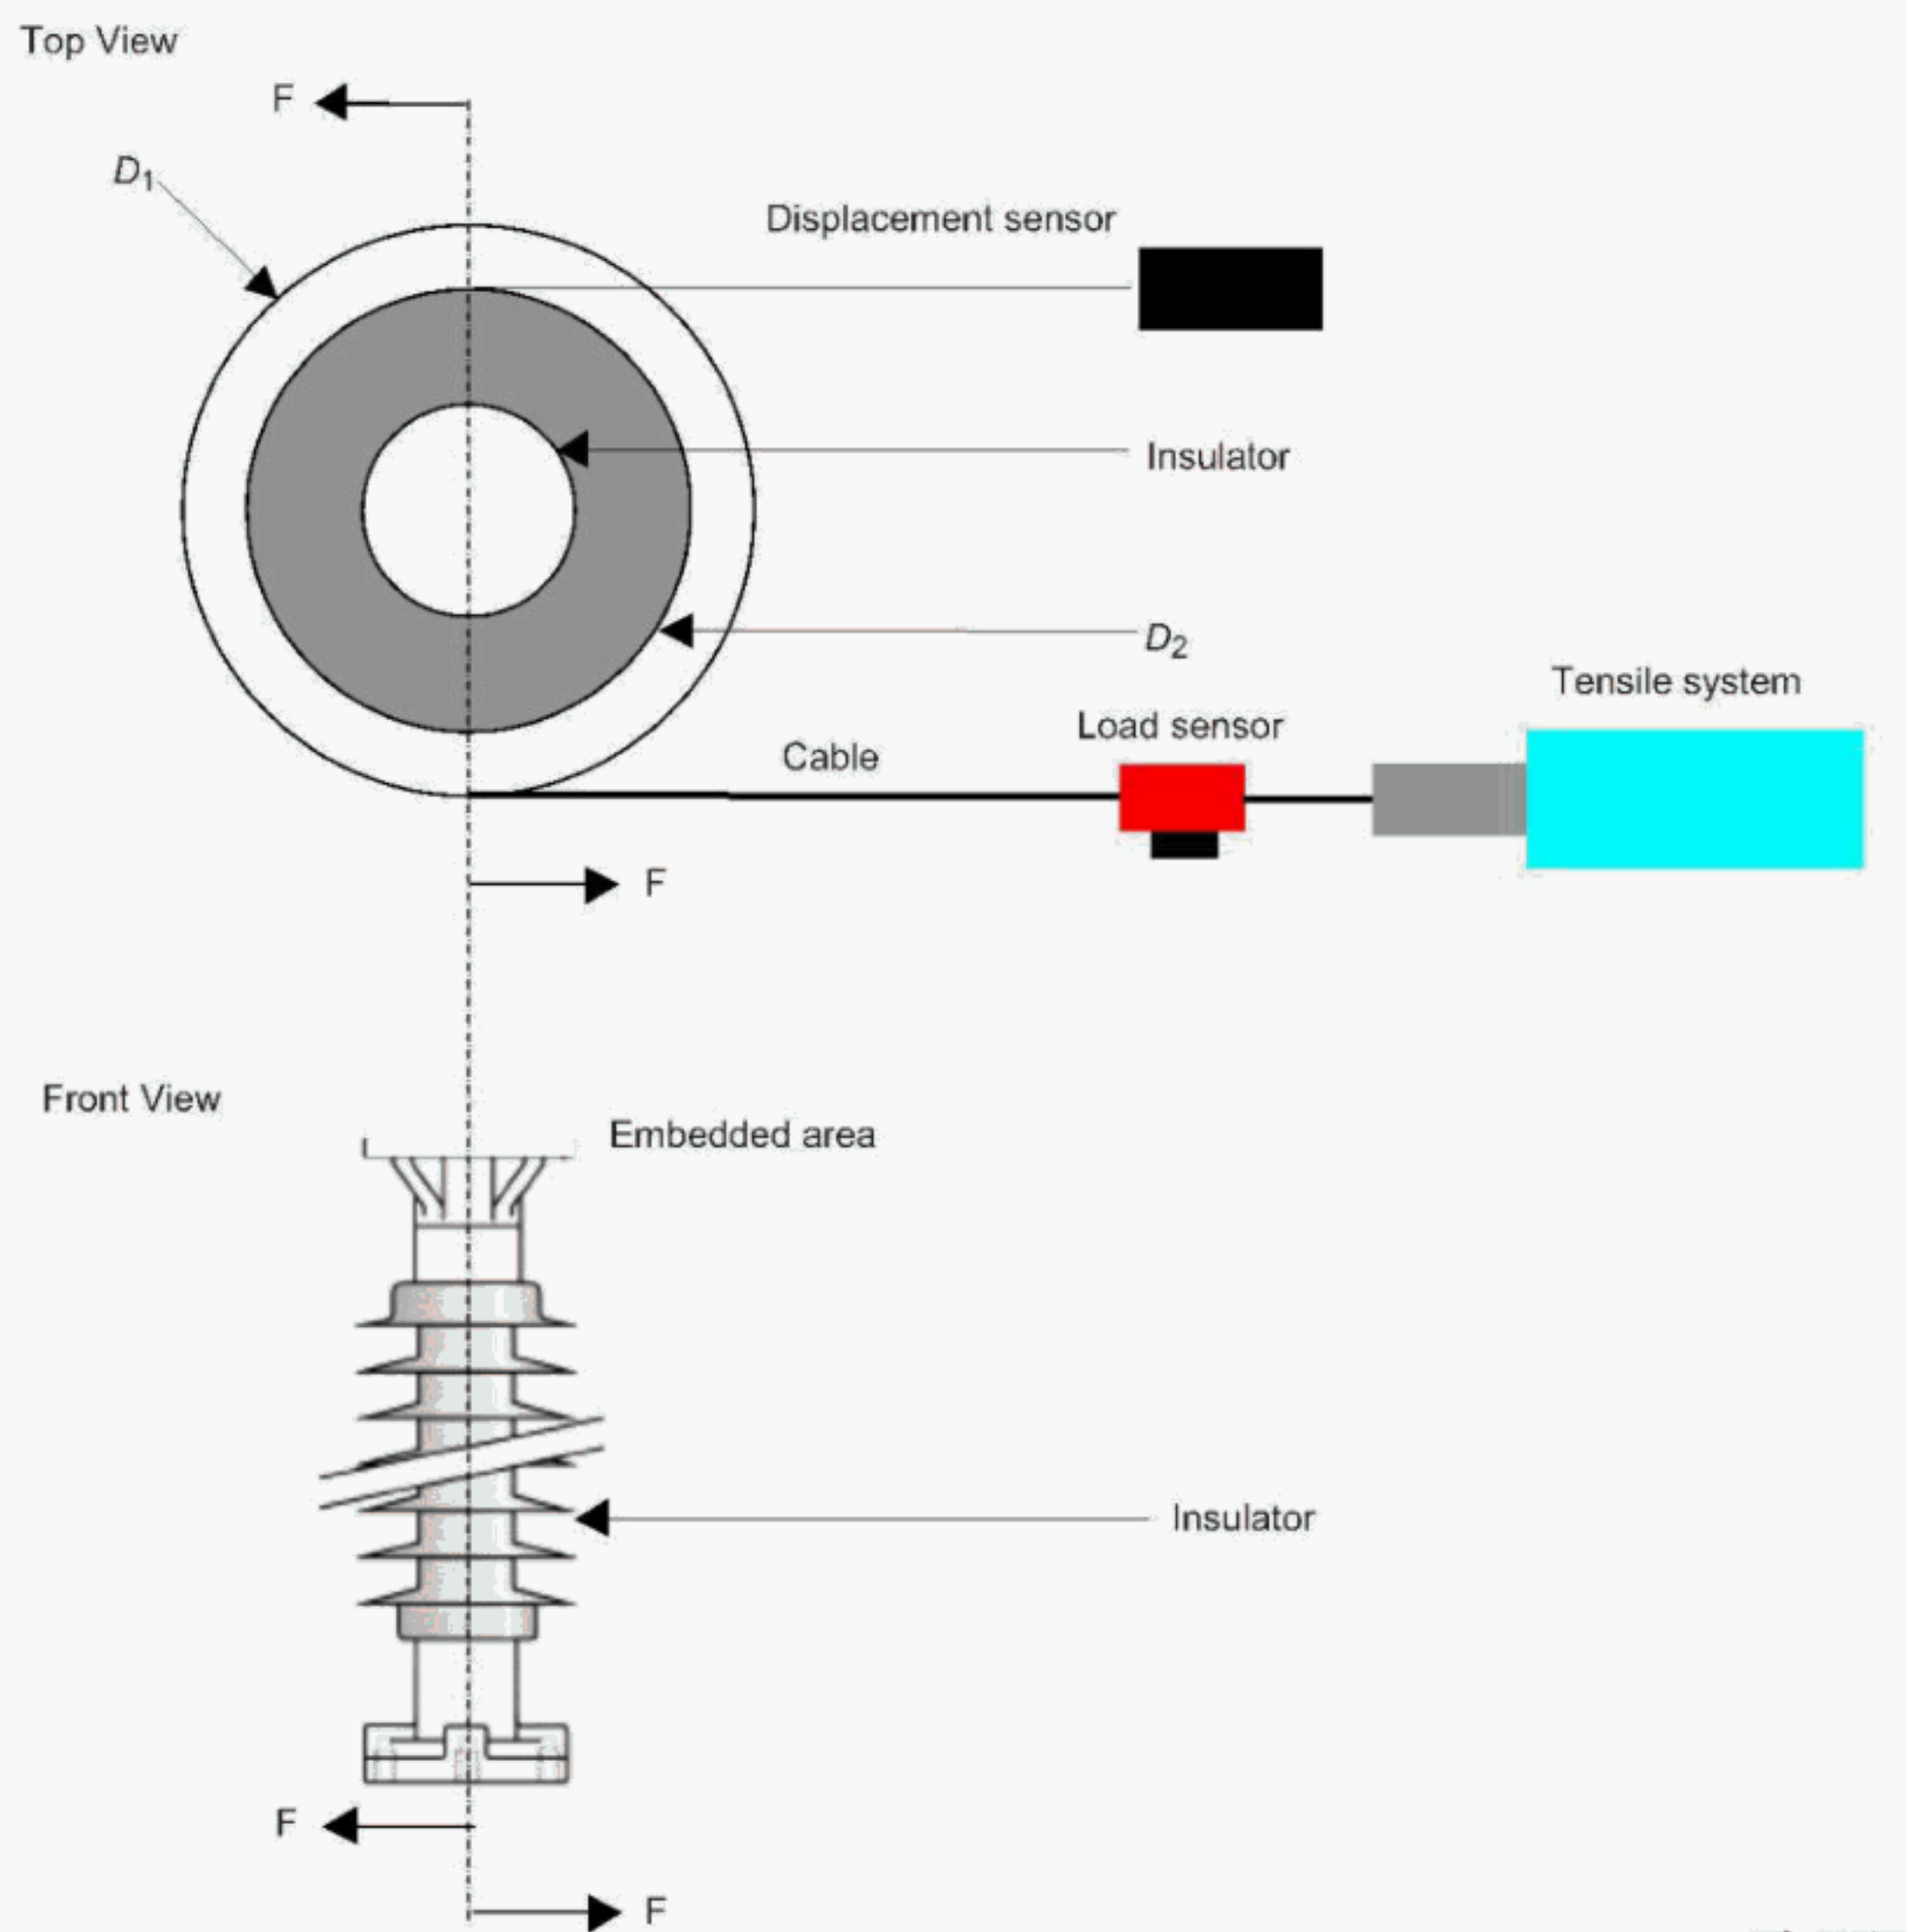 Top View
F
D1
Displacement sensor
Insulator
D2
Tensile system
Load sensor
Cable
F
Front View
Embedded area
Insulator
F
F